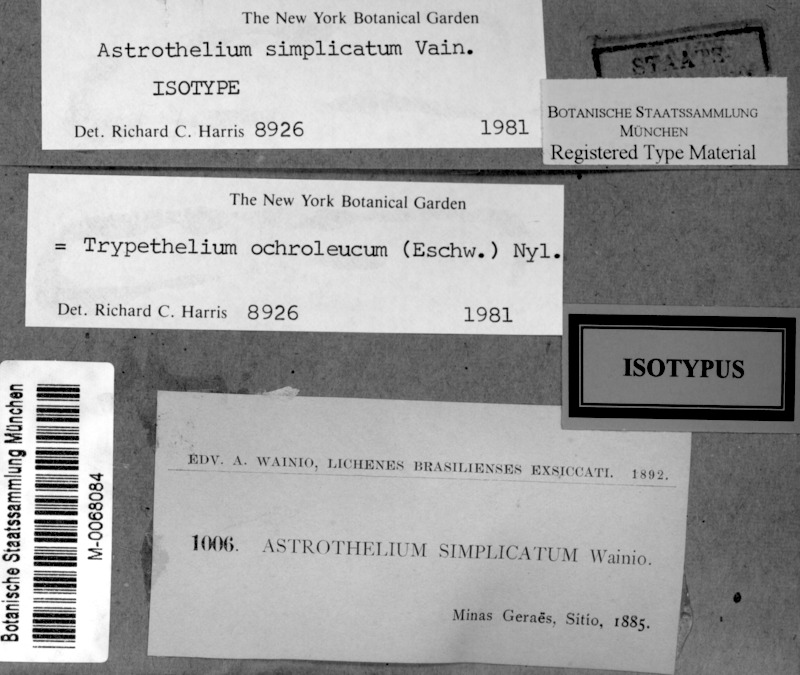 The New York Botanical Garden
Astrothelium simplicatum Vain.
ISOTYPE
Det. Richard C. Harris 8926 1981
STAATS
BOTANISCHE STAATSSAMMLUNG
MÜNCHEN
Registered Type Material
The New York Botanical Garden
= Trypethelium ochroleucum (Eschw.) Nyl.
Det. Richard C. Harris 8926 1981
ISOTYPUS
Botanische Staatssammlung München
M-0068084
EDV. A. WAINIO, LICHENES BRASILIENSES EXSICCATI. 1892.
1006. ASTROTHELIUM SIMPLICATUM Wainio.
Minas Geraës, Sitio, 1885.